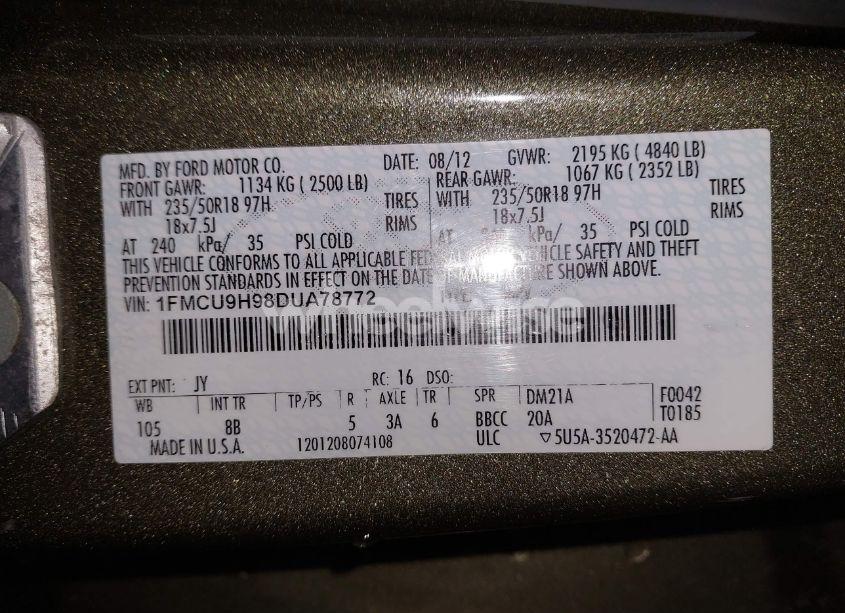 MFD. BY FORD MOTOR CO. DATE: 08/12 GVWR: 2195 KG ( 4840 LB)
FRONT GAWR: 1134 KG ( 2500 LB) REAR GAWR: 1067 KG ( 2352 LB)
WITH 235/50R18 97H TIRES WITH 235/50R18 97H TIRES
18x7.5J RIMS 18x7.5J RIMS
AT 240 kPa/ 35 PSI COLD AT kPa/ 35 PSI COLD
THIS VEHICLE CONFORMS TO ALL APPLICABLE VEHICLE SAFETY AND THEFT
PREVENTION STANDARDS IN EFFECT ON THE DATE OF MANUFACTURE SHOWN ABOVE.
VIN: 1FMCU9H98DUA78772
EXT PNT: JY RC: 16 DSO:
WB INT TR TP/PS R AXLE TR SPR DM21A F0042
105 8B 5 3A 6 BBCC 20A T0185
MADE IN U.S.A. 1201208074108 ULC ▽5U5A-3520472-AA